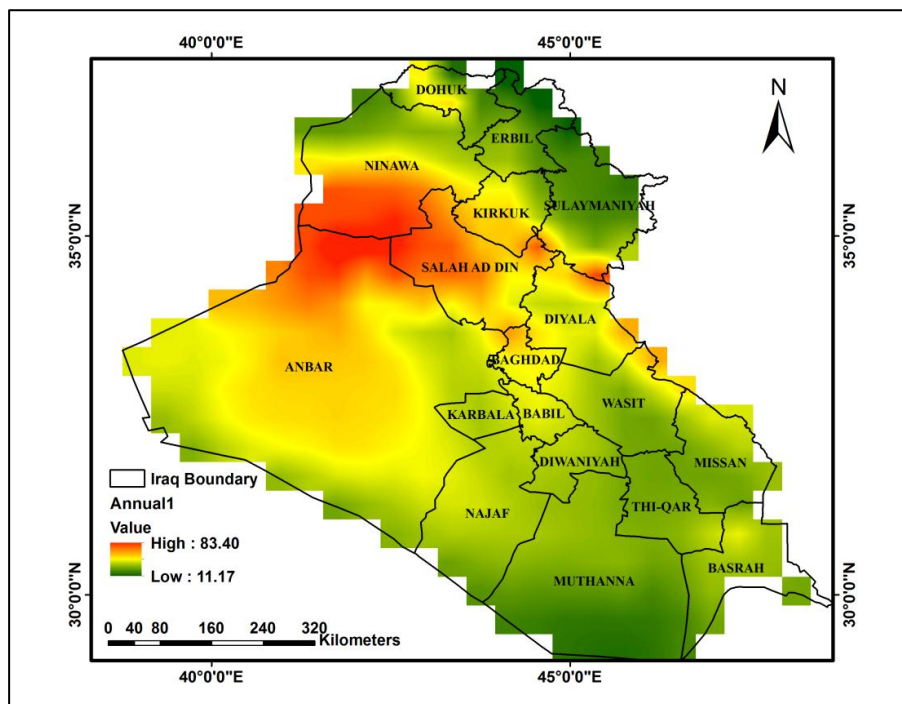 40°0'0"E 45°0'0"E
N
DOHUK
ERBIL
NINAWA
KIRKUK
SULAYMANIYAH
35°0'0"N 35°0'0"N
SALAH AD DIN
DIYALA
BAGHDAD
ANBAR
WASIT
KARBALA
BABIL
DIWANIYAH
MISSAN
Iraq Boundary
Annual1
Value
High : 83.40
Low : 11.17
NAJAF
THI-QAR
BASRAH
MUTHANNA
30°0'0"N 30°0'0"N
0 40 80 160 240 320
Kilometers
40°0'0"E 45°0'0"E